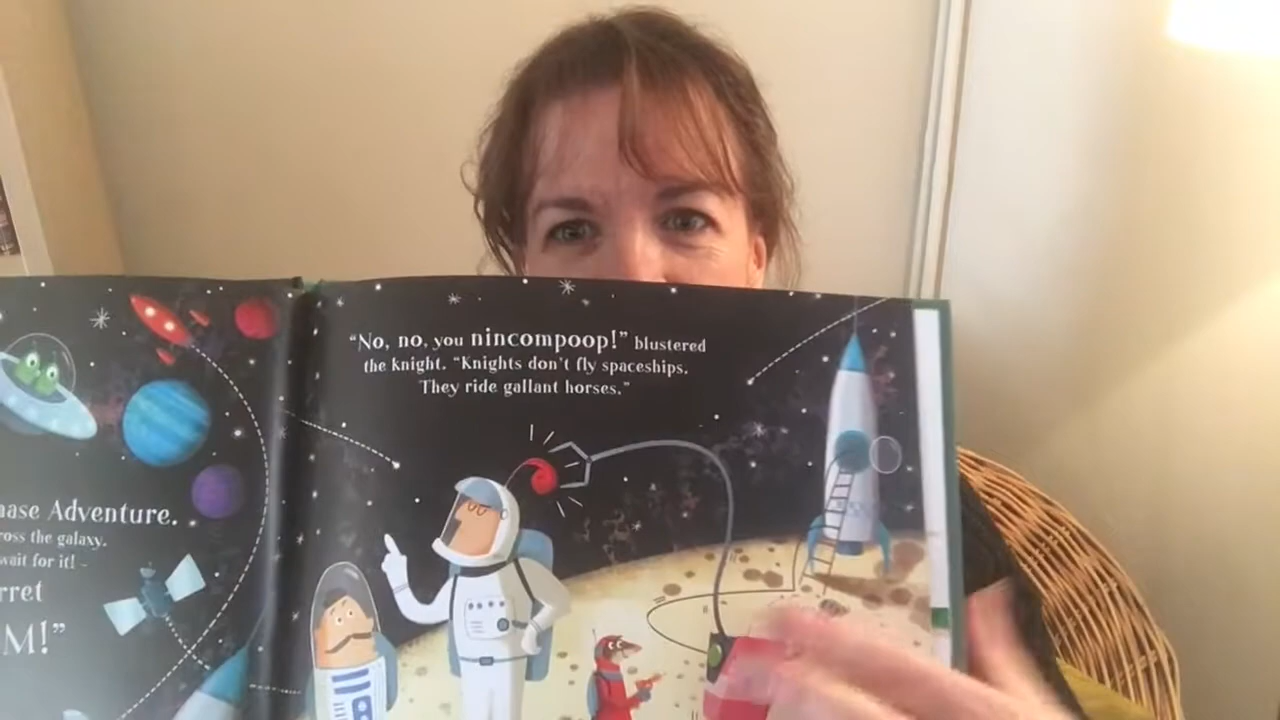 ase Adventure.
ross the galaxy.
wait for it! –
rret
M!”
“No, no, you nincompoop!” blustered
the knight. “Knights don’t fly spaceships.
They ride gallant horses.”